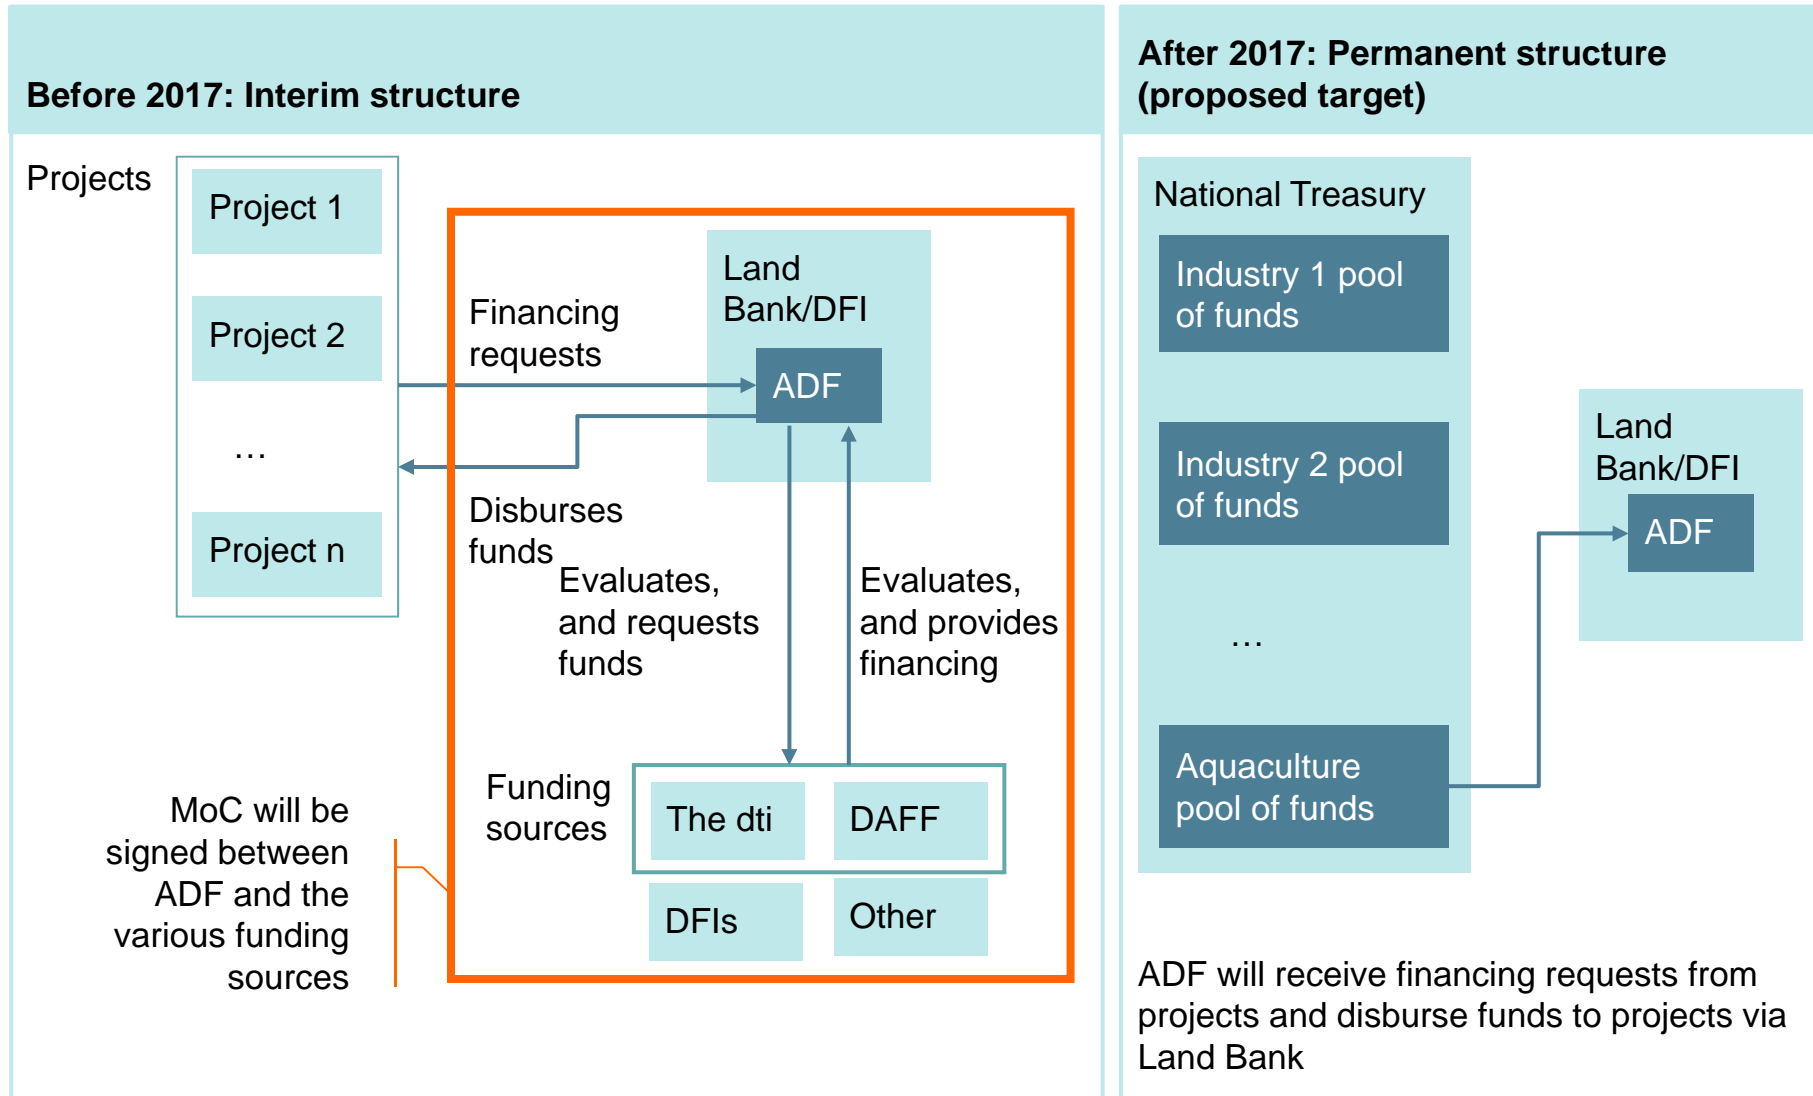 Before 2017: Interim structure
Projects
Project 1
Project 2
…
Project n
Financing
requests
Land
Bank/DFI
ADF
Disburses
funds
Evaluates,
and requests
funds
Evaluates,
and provides
financing
Funding
sources
The dti
DAFF
DFIs
Other
MoC will be
signed between
ADF and the
various funding
sources
After 2017: Permanent structure
(proposed target)
National Treasury
Industry 1 pool
of funds
Industry 2 pool
of funds
…
Aquaculture
pool of funds
Land
Bank/DFI
ADF
ADF will receive financing requests from
projects and disburse funds to projects via
Land Bank